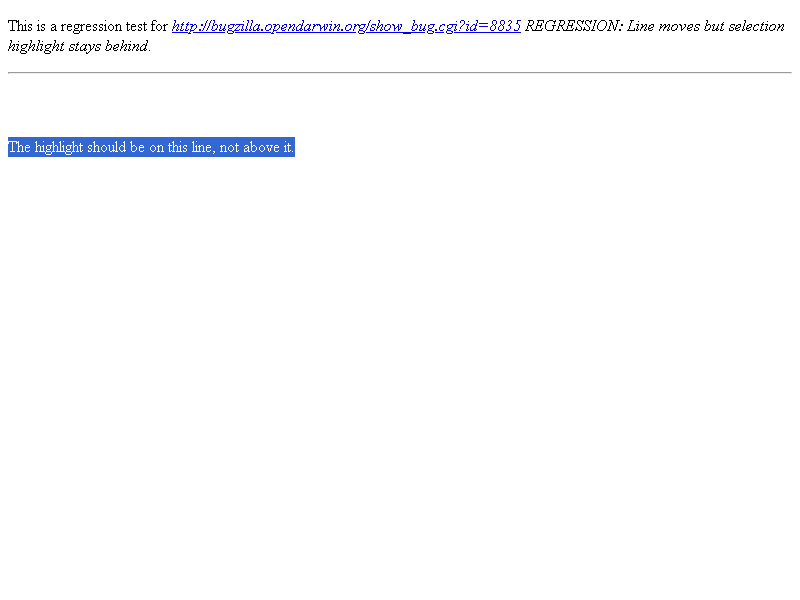 This is a regression test for http://bugzilla.opendarwin.org/show_bug.cgi?id=8835 REGRESSION: Line moves but selection
highlight stays behind.
The highlight should be on this line, not above it.